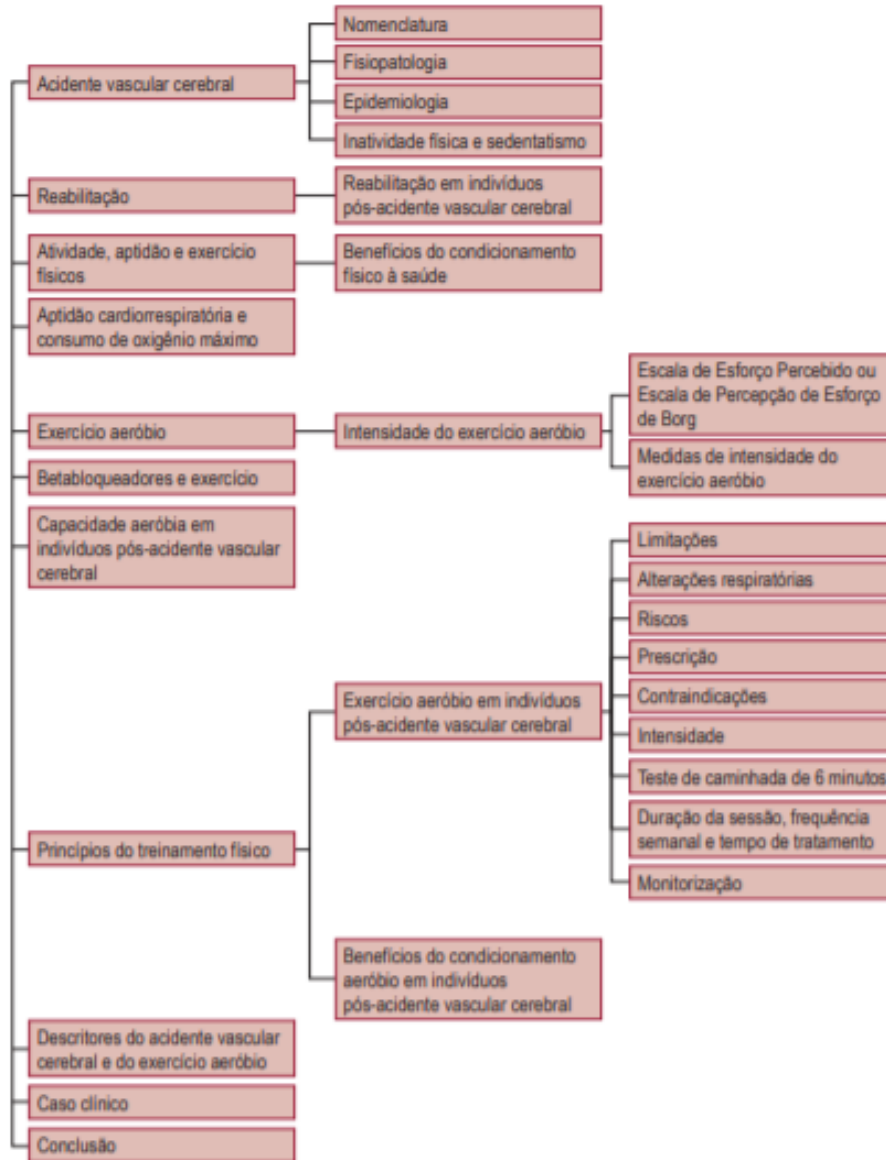 Nomenclatura
Acidente vascular cerebral
Fisiopatologia
Epidemiologia
Inatividade física e sedentatismo
Reabilitação
Reabilitação em indivíduos
pós-acidente vascular cerebral
Atividade, aptidão e exercício
físicos
Benefícios do condicionamento
físico à saúde
Aptidão cardiorrespiratória e
consumo de oxigênio máximo
Exercício aeróbio
Intensidade do exercício aeróbio
Escala de Esforço Percebido ou
Escala de Percepção de Esforço
de Borg
Medidas de intensidade do
exercício aeróbio
Betabloqueadores e exercício
Capacidade aeróbia em
indivíduos pós-acidente vascular
cerebral
Princípios do treinamento físico
Exercício aeróbio em indivíduos
pós-acidente vascular cerebral
Limitações
Alterações respiratórias
Riscos
Prescrição
Contraindicações
Intensidade
Teste de caminhada de 6 minutos
Duração da sessão, frequência
semanal e tempo de tratamento
Monitorização
Benefícios do condicionamento
aeróbio em indivíduos
pós-acidente vascular cerebral
Descritores do acidente vascular
cerebral e do exercício aeróbio
Caso clínico
Conclusão